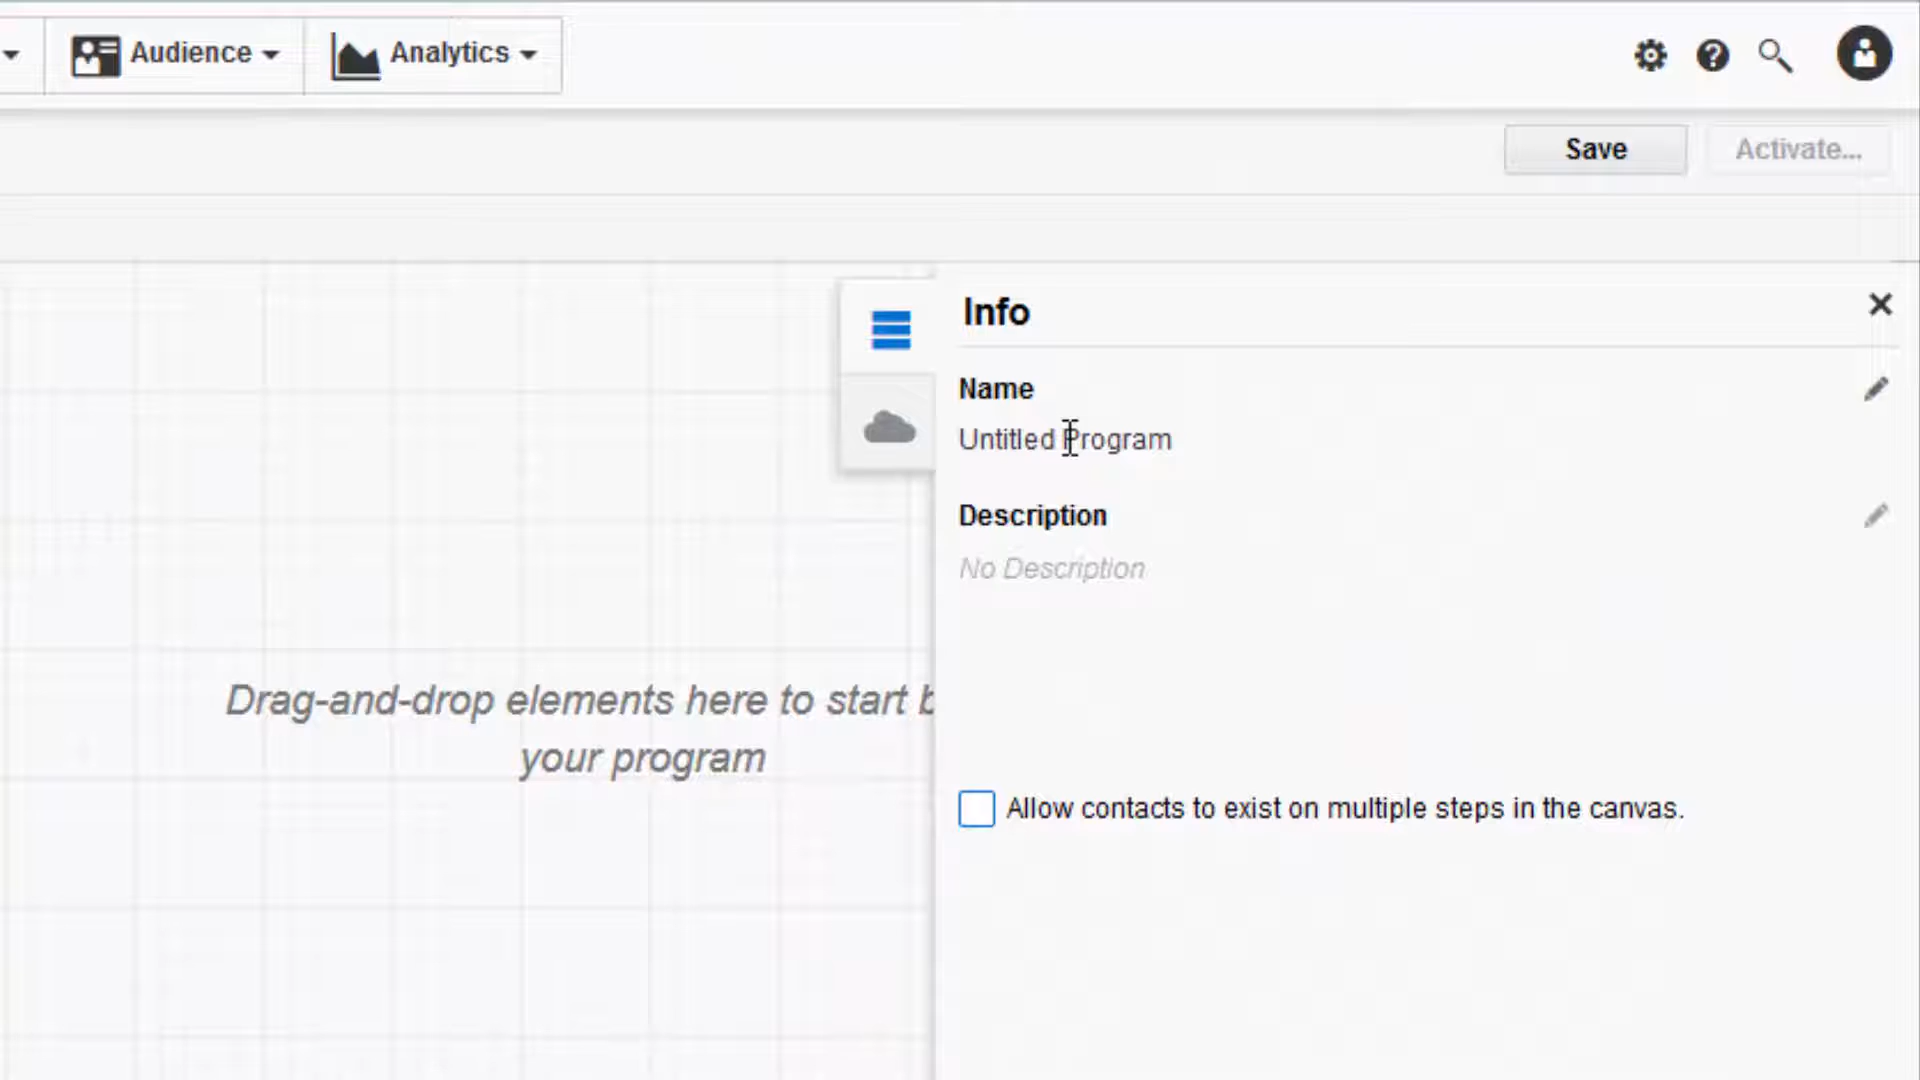 Audience
Analytics
Save
Activate...
Info
Name
Untitled Program
Description
No Description
Drag-and-drop elements here to start
your program
Allow contacts to exist on multiple steps in the canvas.